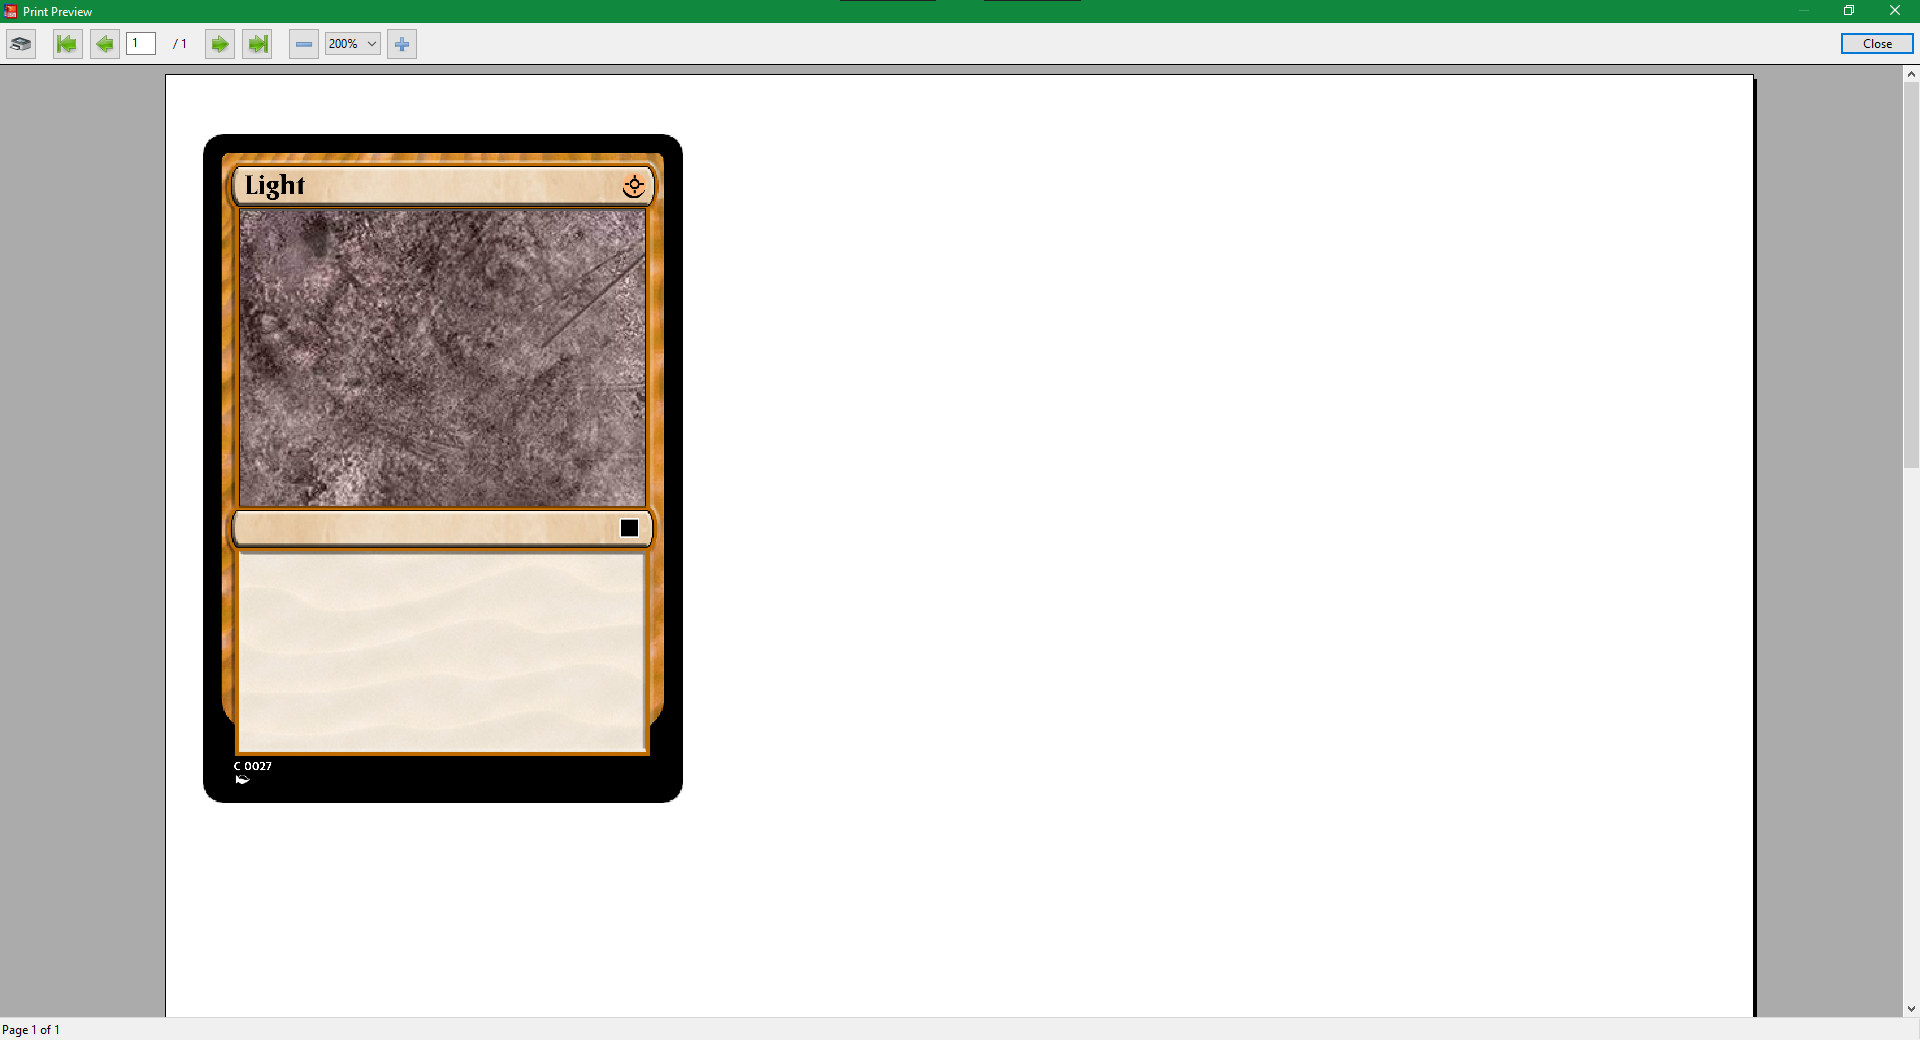 Print Preview
1 / 1
200%
Close
Light
C 0027
Page 1 of 1